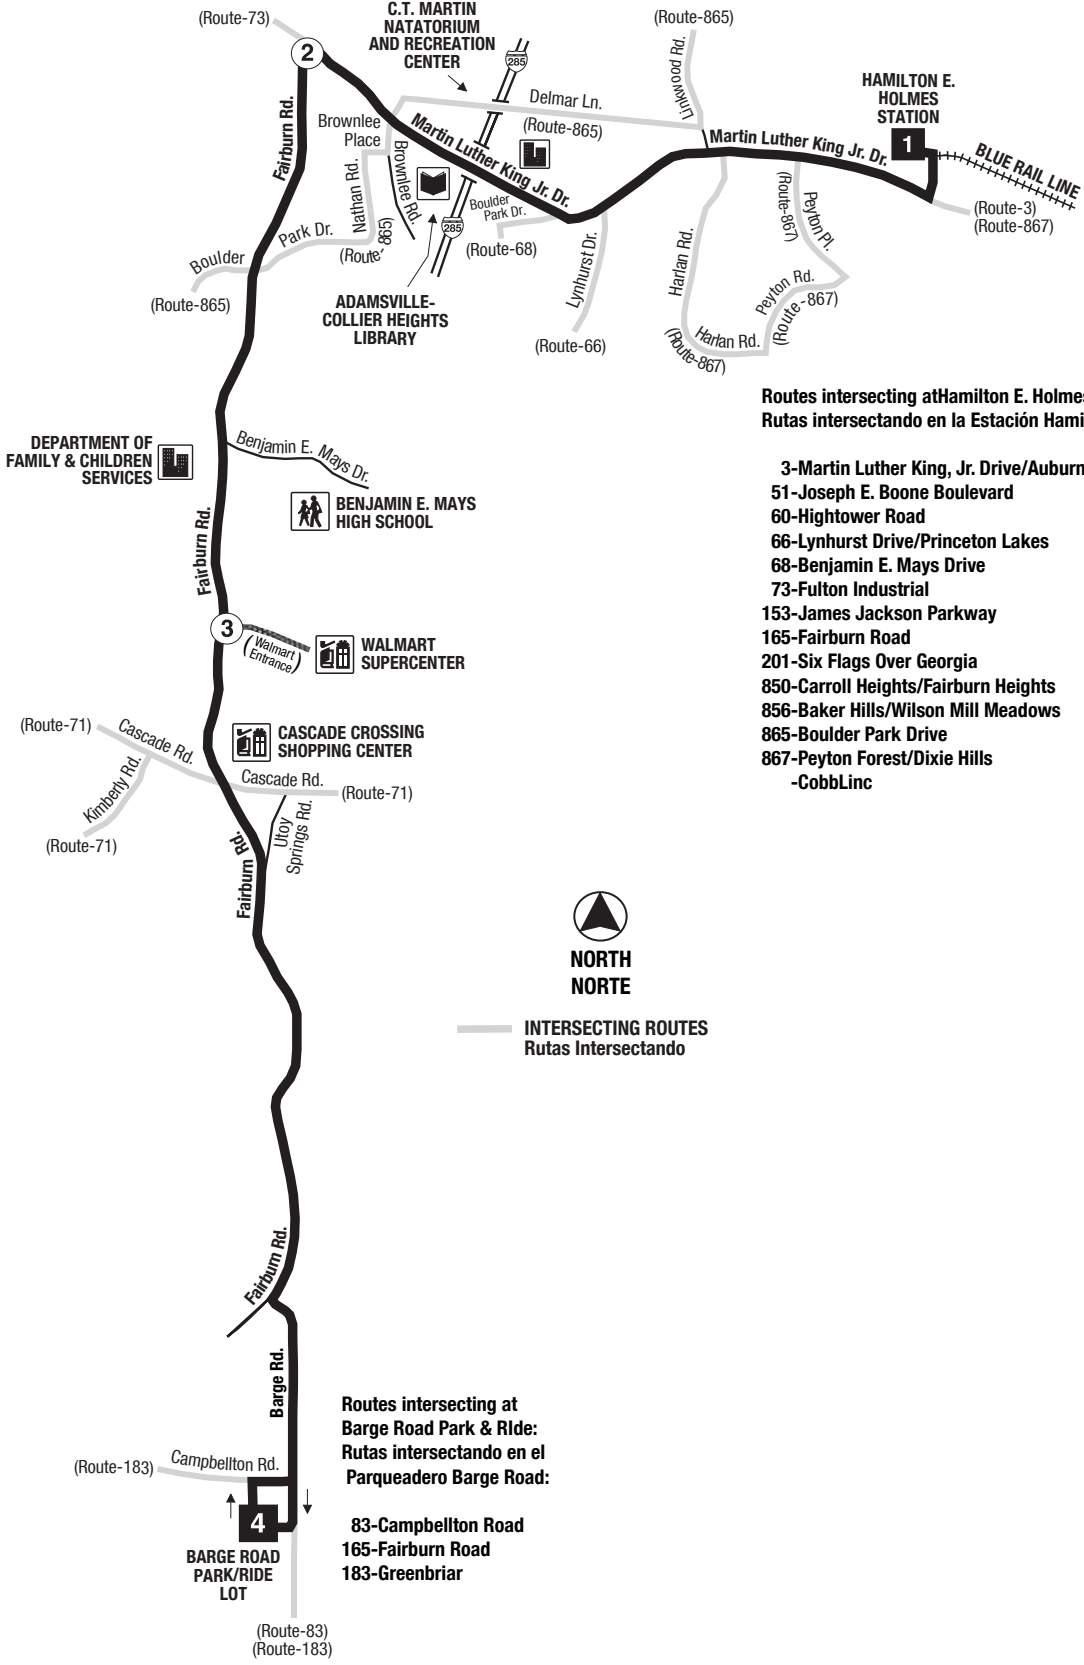 (Route-73)
2
C.T. MARTIN
NATATORIUM
AND RECREATION
CENTER
285
(Route-865)
Linkwood Rd.
HAMILTON E.
HOLMES
STATION
1
BLUE RAIL LINE
(Route-3)
(Route-867)
Fairburn Rd.
Brownlee
Place
Delmar Ln.
(Route-865)
Martin Luther King Jr. Dr.
Martin Luther King Jr. Dr.
Nathan Rd.
Brownlee Rd.
(Route-865)
285
Boulder
Park Dr.
(Route-68)
Lynhurst Dr.
(Route-66)
Harlan Rd.
Harlan Rd.
(Route-867)
(Route-867)
Peyton Pl.
Peyton Rd.
(Route-867)
Boulder
Park Dr.
(Route-865)
ADAMSVILLE-
COLLIER HEIGHTS
LIBRARY
Routes intersecting atHamilton E. Holmes
Rutas intersectando en la Estación Hami
3-Martin Luther King, Jr. Drive/Auburn
51-Joseph E. Boone Boulevard
60-Hightower Road
66-Lynhurst Drive/Princeton Lakes
68-Benjamin E. Mays Drive
73-Fulton Industrial
153-James Jackson Parkway
165-Fairburn Road
201-Six Flags Over Georgia
850-Carroll Heights/Fairburn Heights
856-Baker Hills/Wilson Mill Meadows
865-Boulder Park Drive
867-Peyton Forest/Dixie Hills
-CobbLinc
DEPARTMENT OF
FAMILY & CHILDREN
SERVICES
Benjamin E. Mays Dr.
BENJAMIN E. MAYS
HIGH SCHOOL
Fairburn Rd.
3
(Walmart
Entrance)
WALMART
SUPERCENTER
(Route-71)
Cascade Rd.
Kimberly Rd.
(Route-71)
CASCADE CROSSING
SHOPPING CENTER
Cascade Rd.
(Route-71)
Utoy
Springs Rd.
Fairburn Rd.
NORTH
NORTE
INTERSECTING ROUTES
Rutas Intersectando
Fairburn Rd.
Barge Rd.
Routes intersecting at
Barge Road Park & RIde:
Rutas intersectando en el
Parqueadero Barge Road:
83-Campbellton Road
165-Fairburn Road
183-Greenbriar
(Route-183)
Campbellton Rd.
4
BARGE ROAD
PARK/RIDE
LOT
(Route-83)
(Route-183)